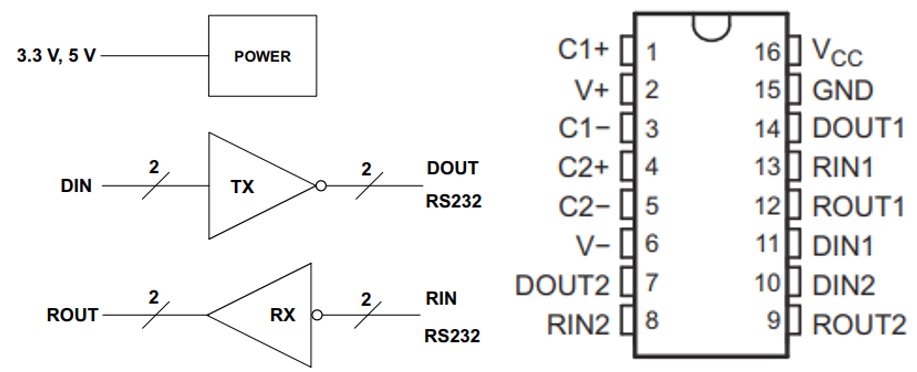 3.3 V, 5 V
POWER
DIN
2
TX
2
DOUT
RS232
ROUT
2
RX
2
RIN
RS232
C1+ 1 16 VCC
V+ 2 15 GND
C1− 3 14 DOUT1
C2+ 4 13 RIN1
C2− 5 12 ROUT1
V− 6 11 DIN1
DOUT2 7 10 DIN2
RIN2 8 9 ROUT2